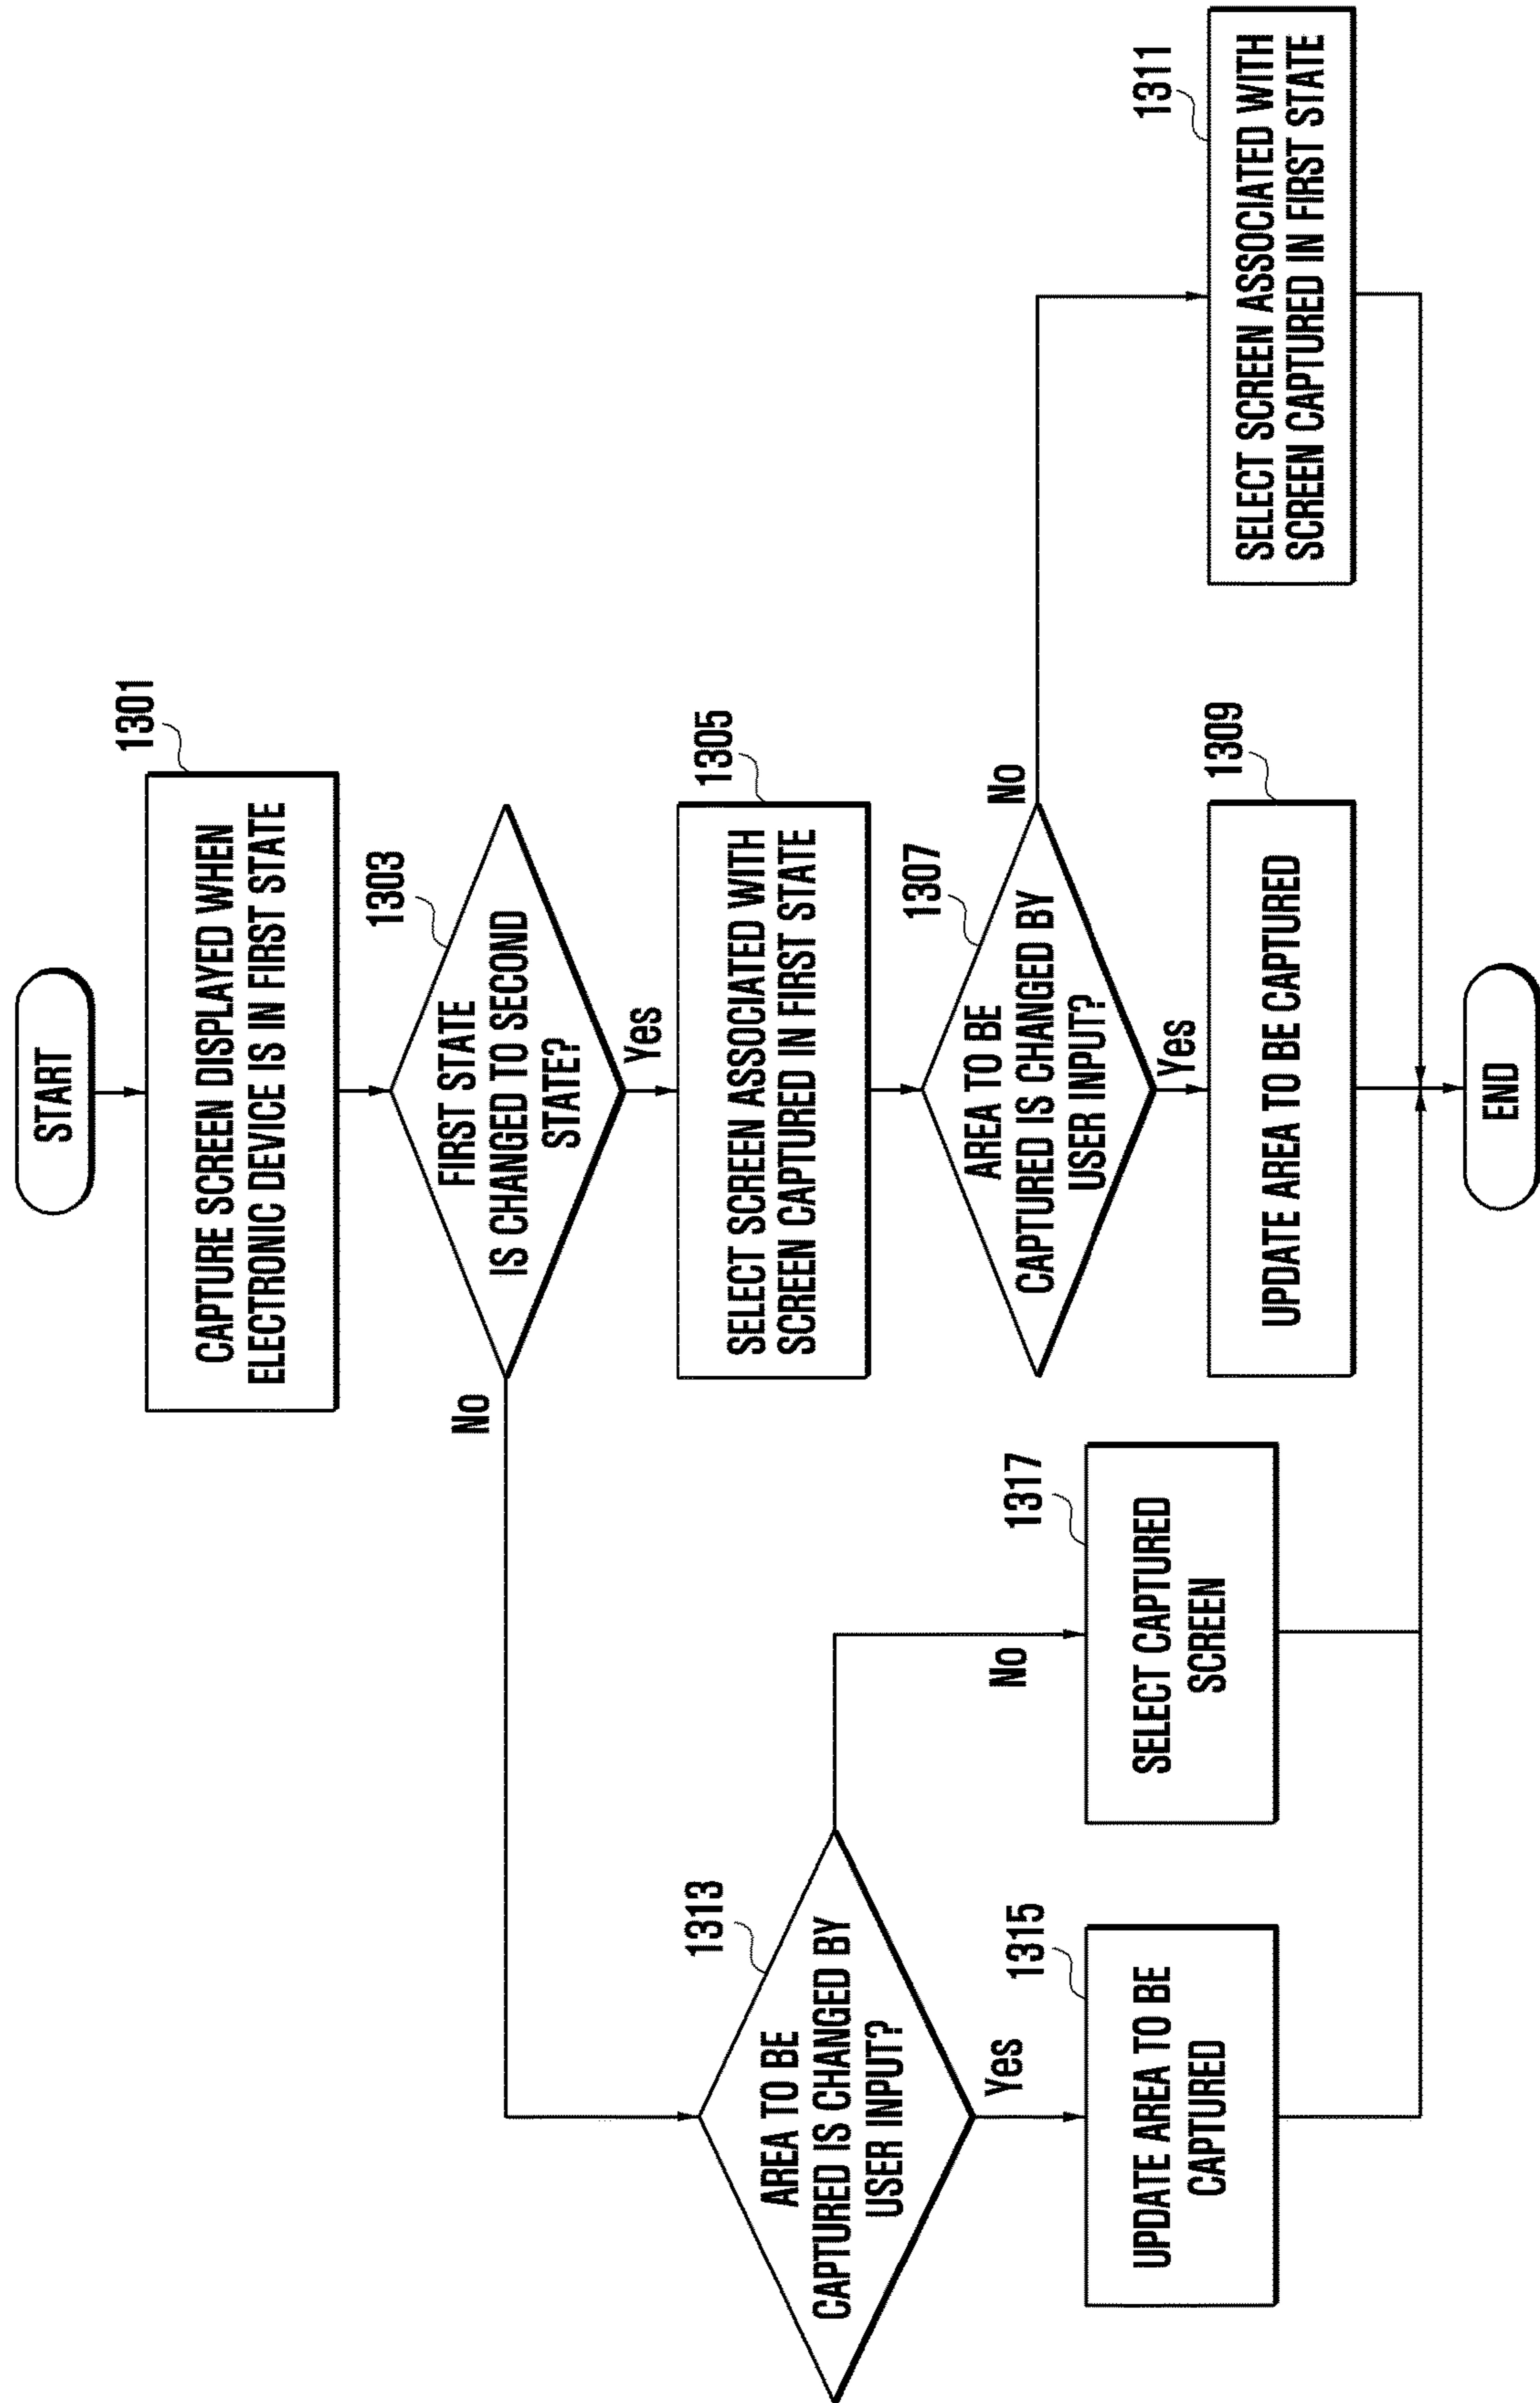 START
1301
CAPTURE SCREEN DISPLAYED WHEN
ELECTRONIC DEVICE IS IN FIRST STATE
1303
FIRST STATE
IS CHANGED TO SECOND
STATE?
No
Yes
1305
SELECT SCREEN ASSOCIATED WITH
SCREEN CAPTURED IN FIRST STATE
1307
AREA TO BE
CAPTURED IS CHANGED BY
USER INPUT?
No
Yes
1309
UPDATE AREA TO BE CAPTURED
1311
SELECT SCREEN ASSOCIATED WITH
SCREEN CAPTURED IN FIRST STATE
1313
AREA TO BE
CAPTURED IS CHANGED BY
USER INPUT?
Yes
No
1315
UPDATE AREA TO BE
CAPTURED
1317
SELECT CAPTURED
SCREEN
END